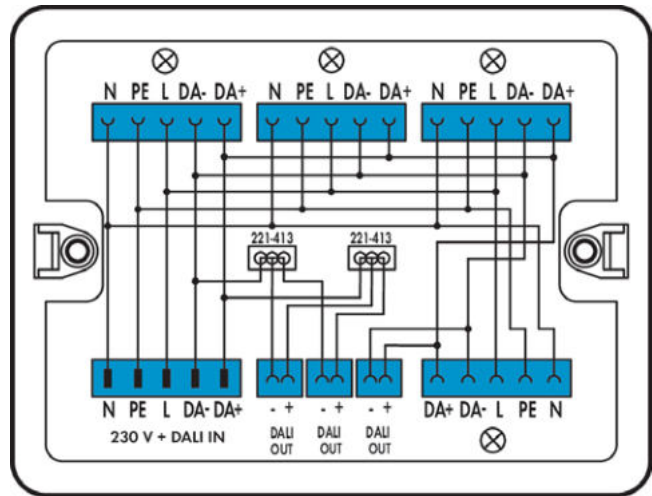 N PE L DA- DA+
N PE L DA- DA+
N PE L DA- DA+
221-413
221-413
N PE L DA- DA+
230 V + DALI IN
- +
DALI
OUT
- +
DALI
OUT
- +
DALI
OUT
DA+ DA- L PE N